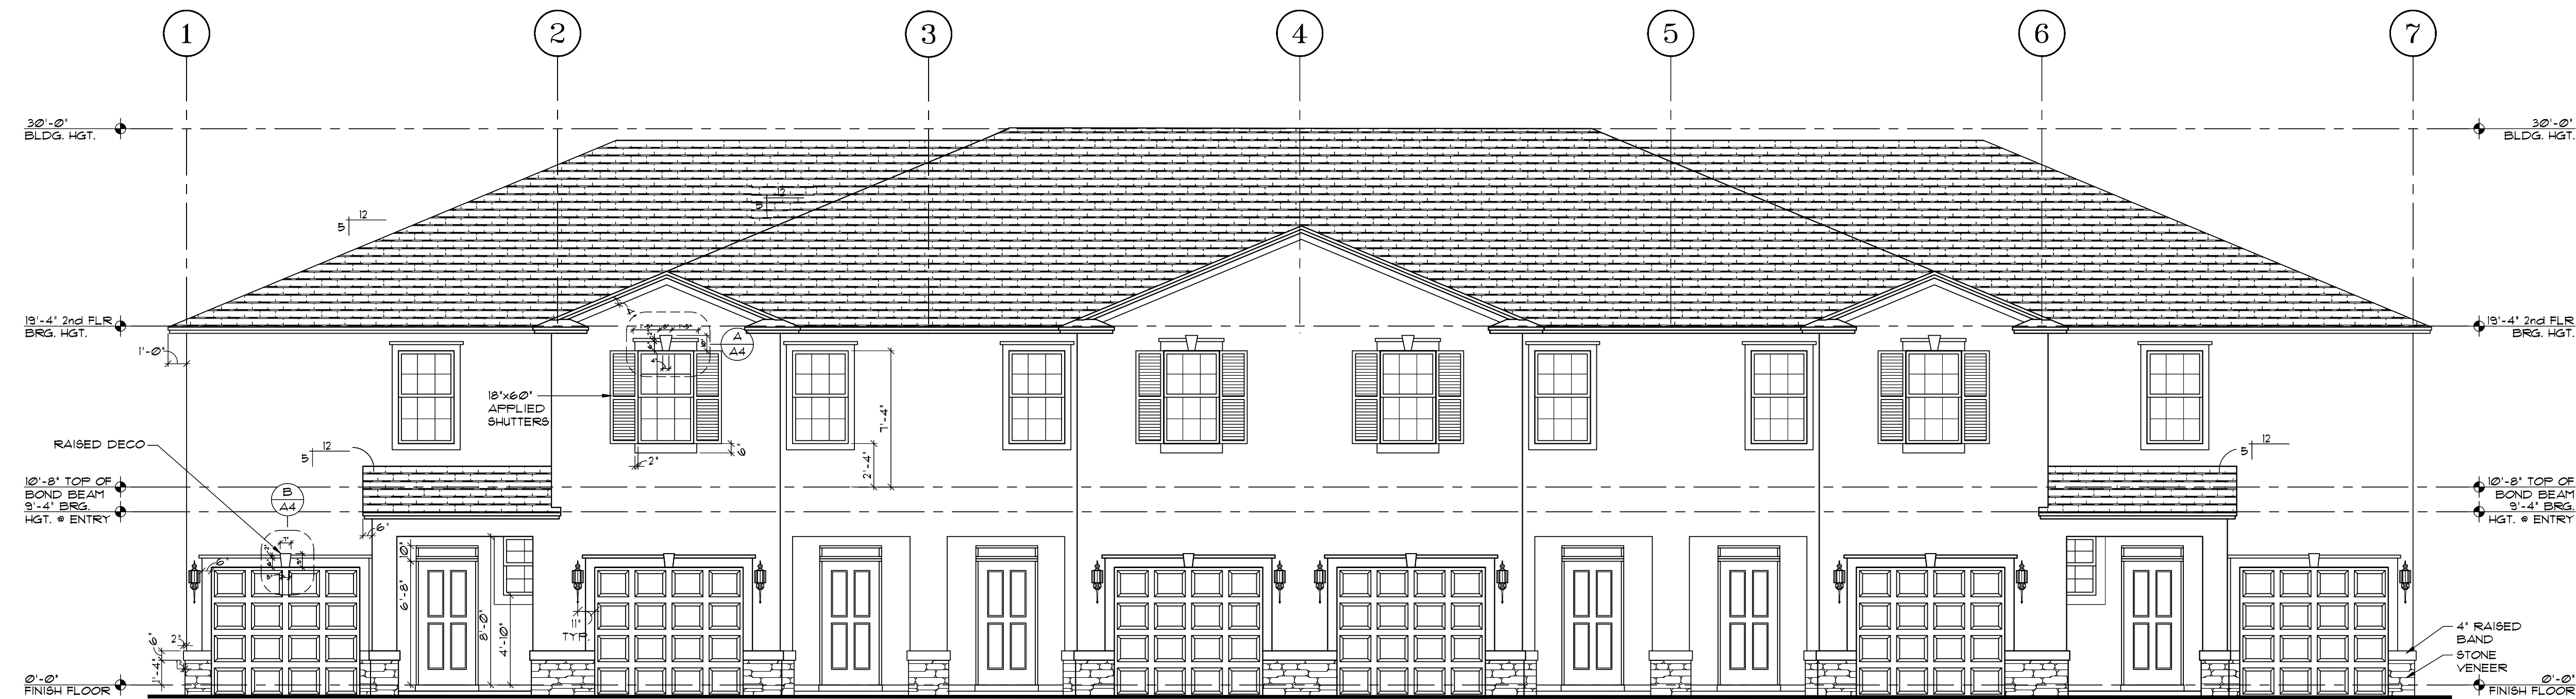 1 2 3 4 5 6 7
30'-0"
BLDG. HGT.
30'-0"
BLDG. HGT.
12
5
12
5
19'-4" 2nd FLR
BRG. HGT.
19'-4" 2nd FLR
BRG. HGT.
1'-0"
A
A4
18"x60"
APPLIED
SHUTTERS
7'-4"
2'-4"
2"
6"
RAISED DECO
12
5
12
5
10'-8" TOP OF
BOND BEAM
9'-4" BRG.
HGT. @ ENTRY
B
A4
10'-8" TOP OF
BOND BEAM
9'-4" BRG.
HGT. @ ENTRY
6"
6"
6'-8"
8'-0"
4'-10"
11"
TYP.
2"
6"
1'-4"
4" RAISED
BAND
STONE
VENEER
0'-0"
FINISH FLOOR
0'-0"
FINISH FLOOR